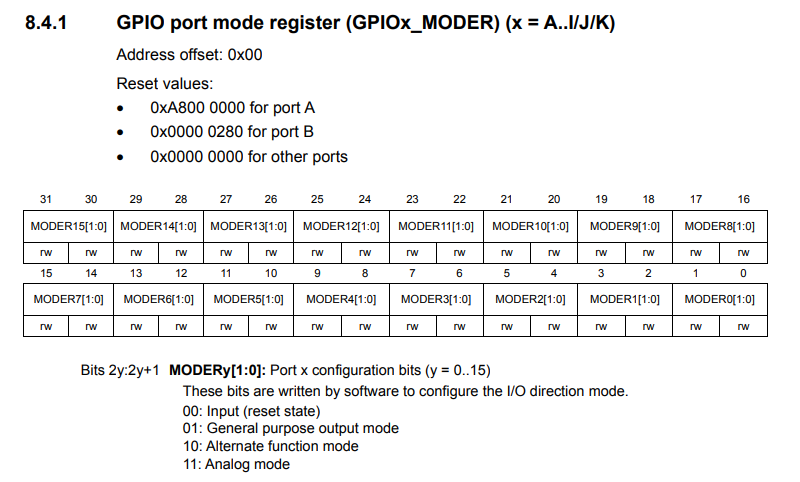 8.4.1 GPIO port mode register (GPIOx_MODER) (x = A..I/J/K)
Address offset: 0x00
Reset values:
• 0xA800 0000 for port A
• 0x0000 0280 for port B
• 0x0000 0000 for other ports
31 30 29 28 27 26 25 24 23 22 21 20 19 18 17 16
MODER15[1:0] MODER14[1:0] MODER13[1:0] MODER12[1:0] MODER11[1:0] MODER10[1:0] MODER9[1:0] MODER8[1:0]
rw rw rw rw rw rw rw rw rw rw rw rw rw rw rw rw
15 14 13 12 11 10 9 8 7 6 5 4 3 2 1 0
MODER7[1:0] MODER6[1:0] MODER5[1:0] MODER4[1:0] MODER3[1:0] MODER2[1:0] MODER1[1:0] MODER0[1:0]
rw rw rw rw rw rw rw rw rw rw rw rw rw rw rw rw
Bits 2y:2y+1 MODERy[1:0]: Port x configuration bits (y = 0..15)
These bits are written by software to configure the I/O direction mode.
00: Input (reset state)
01: General purpose output mode
10: Alternate function mode
11: Analog mode